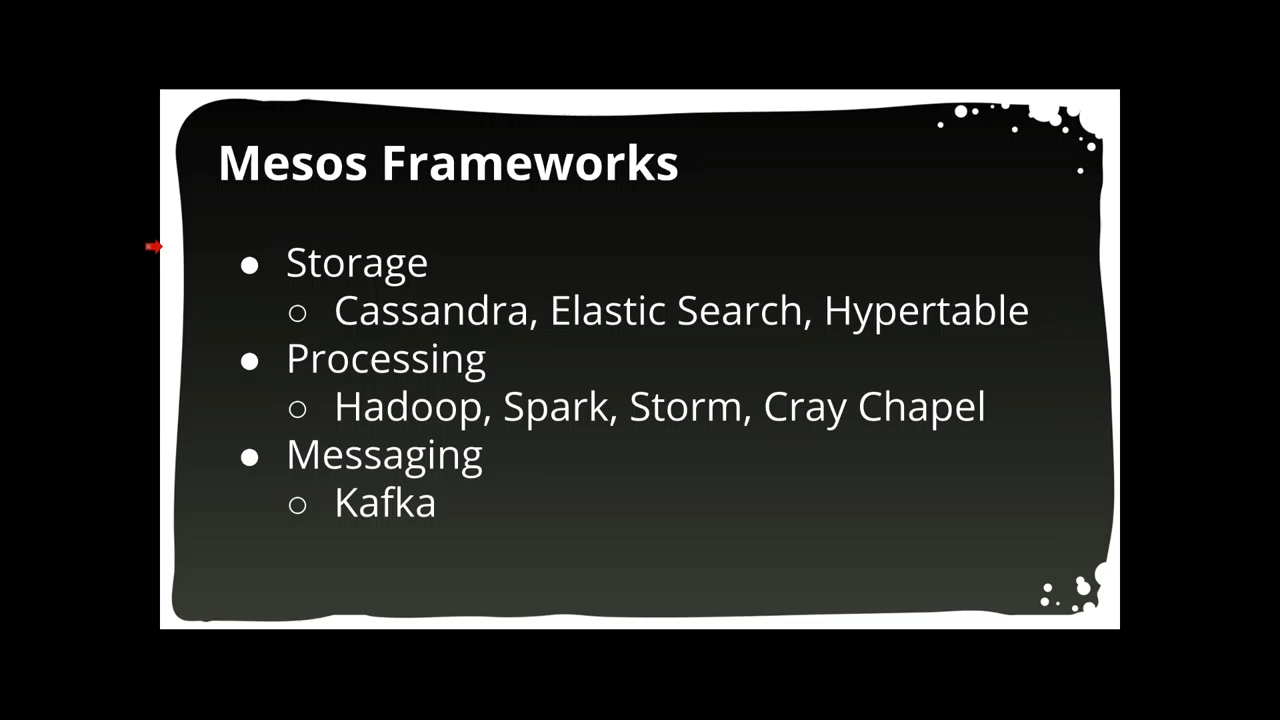 Mesos Frameworks
● Storage
○ Cassandra, Elastic Search, Hypertable
● Processing
○ Hadoop, Spark, Storm, Cray Chapel
● Messaging
○ Kafka